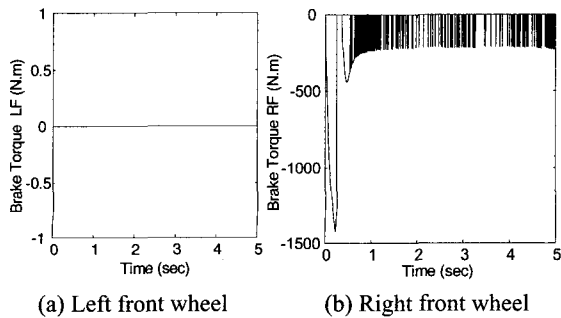 1
0.5
0
-0.5
-1
Brake Torque LF (N.m)
0 1 2 3 4 5
Time (sec)
(a) Left front wheel
0
-500
-1000
-1500
Brake Torque RF (N.m)
0 1 2 3 4 5
Time (sec)
(b) Right front wheel